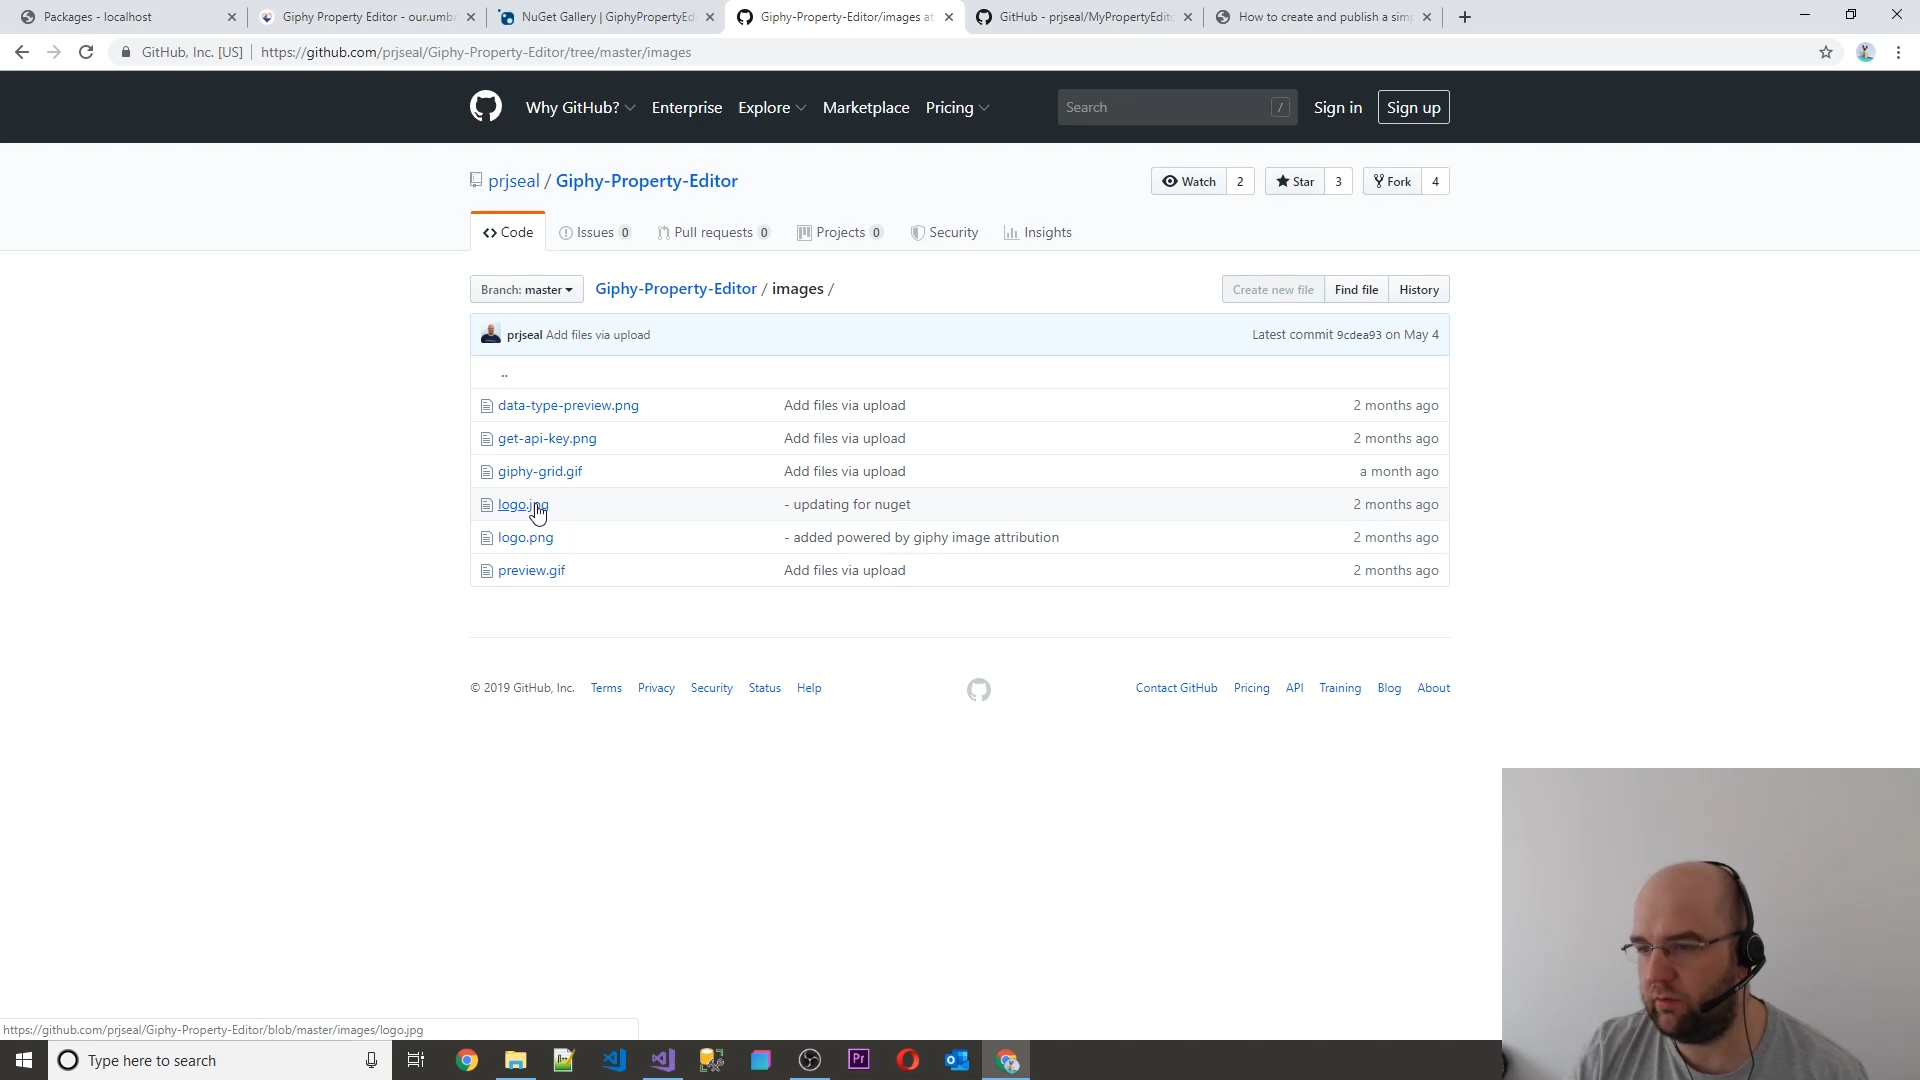 Packages - localhost
Giphy Property Editor - our.umbr
NuGet Gallery | GiphyPropertyEdi
Giphy-Property-Editor/images at
GitHub - prjseal/MyPropertyEdito
How to create and publish a sim
GitHub, Inc. [US] | https://github.com/prjseal/Giphy-Property-Editor/tree/master/images
Why GitHub?
Enterprise
Explore
Marketplace
Pricing
Search
/
Sign in
Sign up
prjseal / Giphy-Property-Editor
Watch 2
Star 3
Fork 4
Code
Issues 0
Pull requests 0
Projects 0
Security
Insights
Branch: master
Giphy-Property-Editor / images /
Create new file
Find file
History
prjseal Add files via upload
Latest commit 9cdea93 on May 4
..
data-type-preview.png Add files via upload 2 months ago
get-api-key.png Add files via upload 2 months ago
giphy-grid.gif Add files via upload a month ago
logo.jpg - updating for nuget 2 months ago
logo.png - added powered by giphy image attribution 2 months ago
preview.gif Add files via upload 2 months ago
© 2019 GitHub, Inc.
Terms
Privacy
Security
Status
Help
Contact GitHub
Pricing
API
Training
Blog
About
https://github.com/prjseal/Giphy-Property-Editor/blob/master/images/logo.jpg
Type here to search
Pr